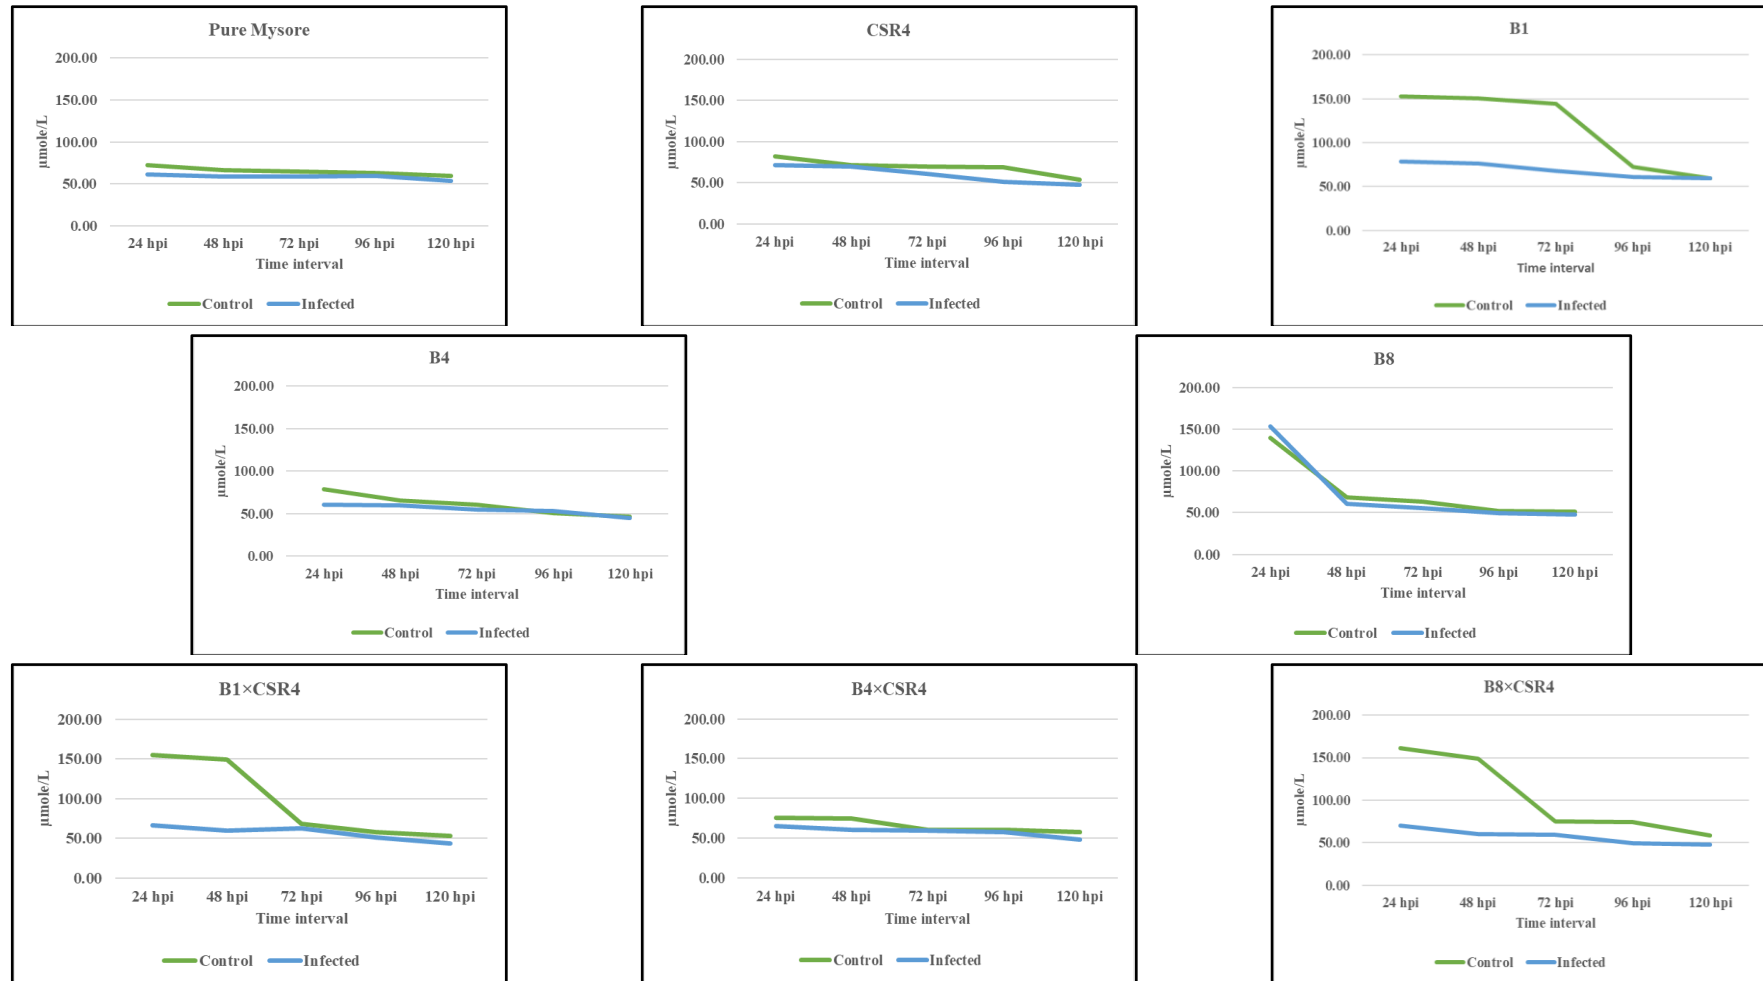 Pure Mysore
200.00
150.00
100.00
50.00
0.00
µmole/L
24 hpi 48 hpi 72 hpi 96 hpi 120 hpi
Time interval
Control Infected
CSR4
200.00
150.00
100.00
50.00
0.00
µmole/L
24 hpi 48 hpi 72 hpi 96 hpi 120 hpi
Time interval
Control Infected
B1
200.00
150.00
100.00
50.00
0.00
µmole/L
24 hpi 48 hpi 72 hpi 96 hpi 120 hpi
Time interval
Control Infected
B4
200.00
150.00
100.00
50.00
0.00
µmole/L
24 hpi 48 hpi 72 hpi 96 hpi 120 hpi
Time interval
Control Infected
B8
200.00
150.00
100.00
50.00
0.00
µmole/L
24 hpi 48 hpi 72 hpi 96 hpi 120 hpi
Time interval
Control Infected
B1×CSR4
200.00
150.00
100.00
50.00
0.00
µmole/L
24 hpi 48 hpi 72 hpi 96 hpi 120 hpi
Time interval
Control Infected
B4×CSR4
200.00
150.00
100.00
50.00
0.00
µmole/L
24 hpi 48 hpi 72 hpi 96 hpi 120 hpi
Time interval
Control Infected
B8×CSR4
200.00
150.00
100.00
50.00
0.00
µmole/L
24 hpi 48 hpi 72 hpi 96 hpi 120 hpi
Time interval
Control Infected